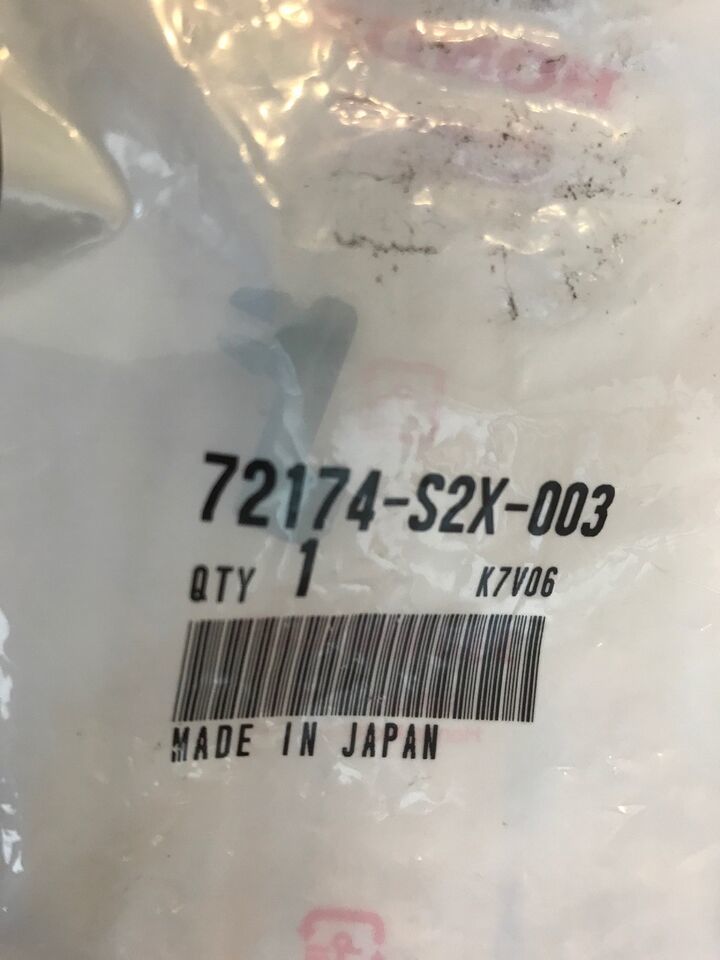 72174-S2X-003
QTY 1 K7V06
MADE IN JAPAN